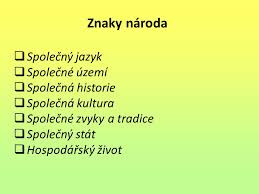 Znaky národa
❑ Společný jazyk
❑ Společné území
❑ Společná historie
❑ Společná kultura
❑ Společné zvyky a tradice
❑ Společný stát
❑ Hospodářský život